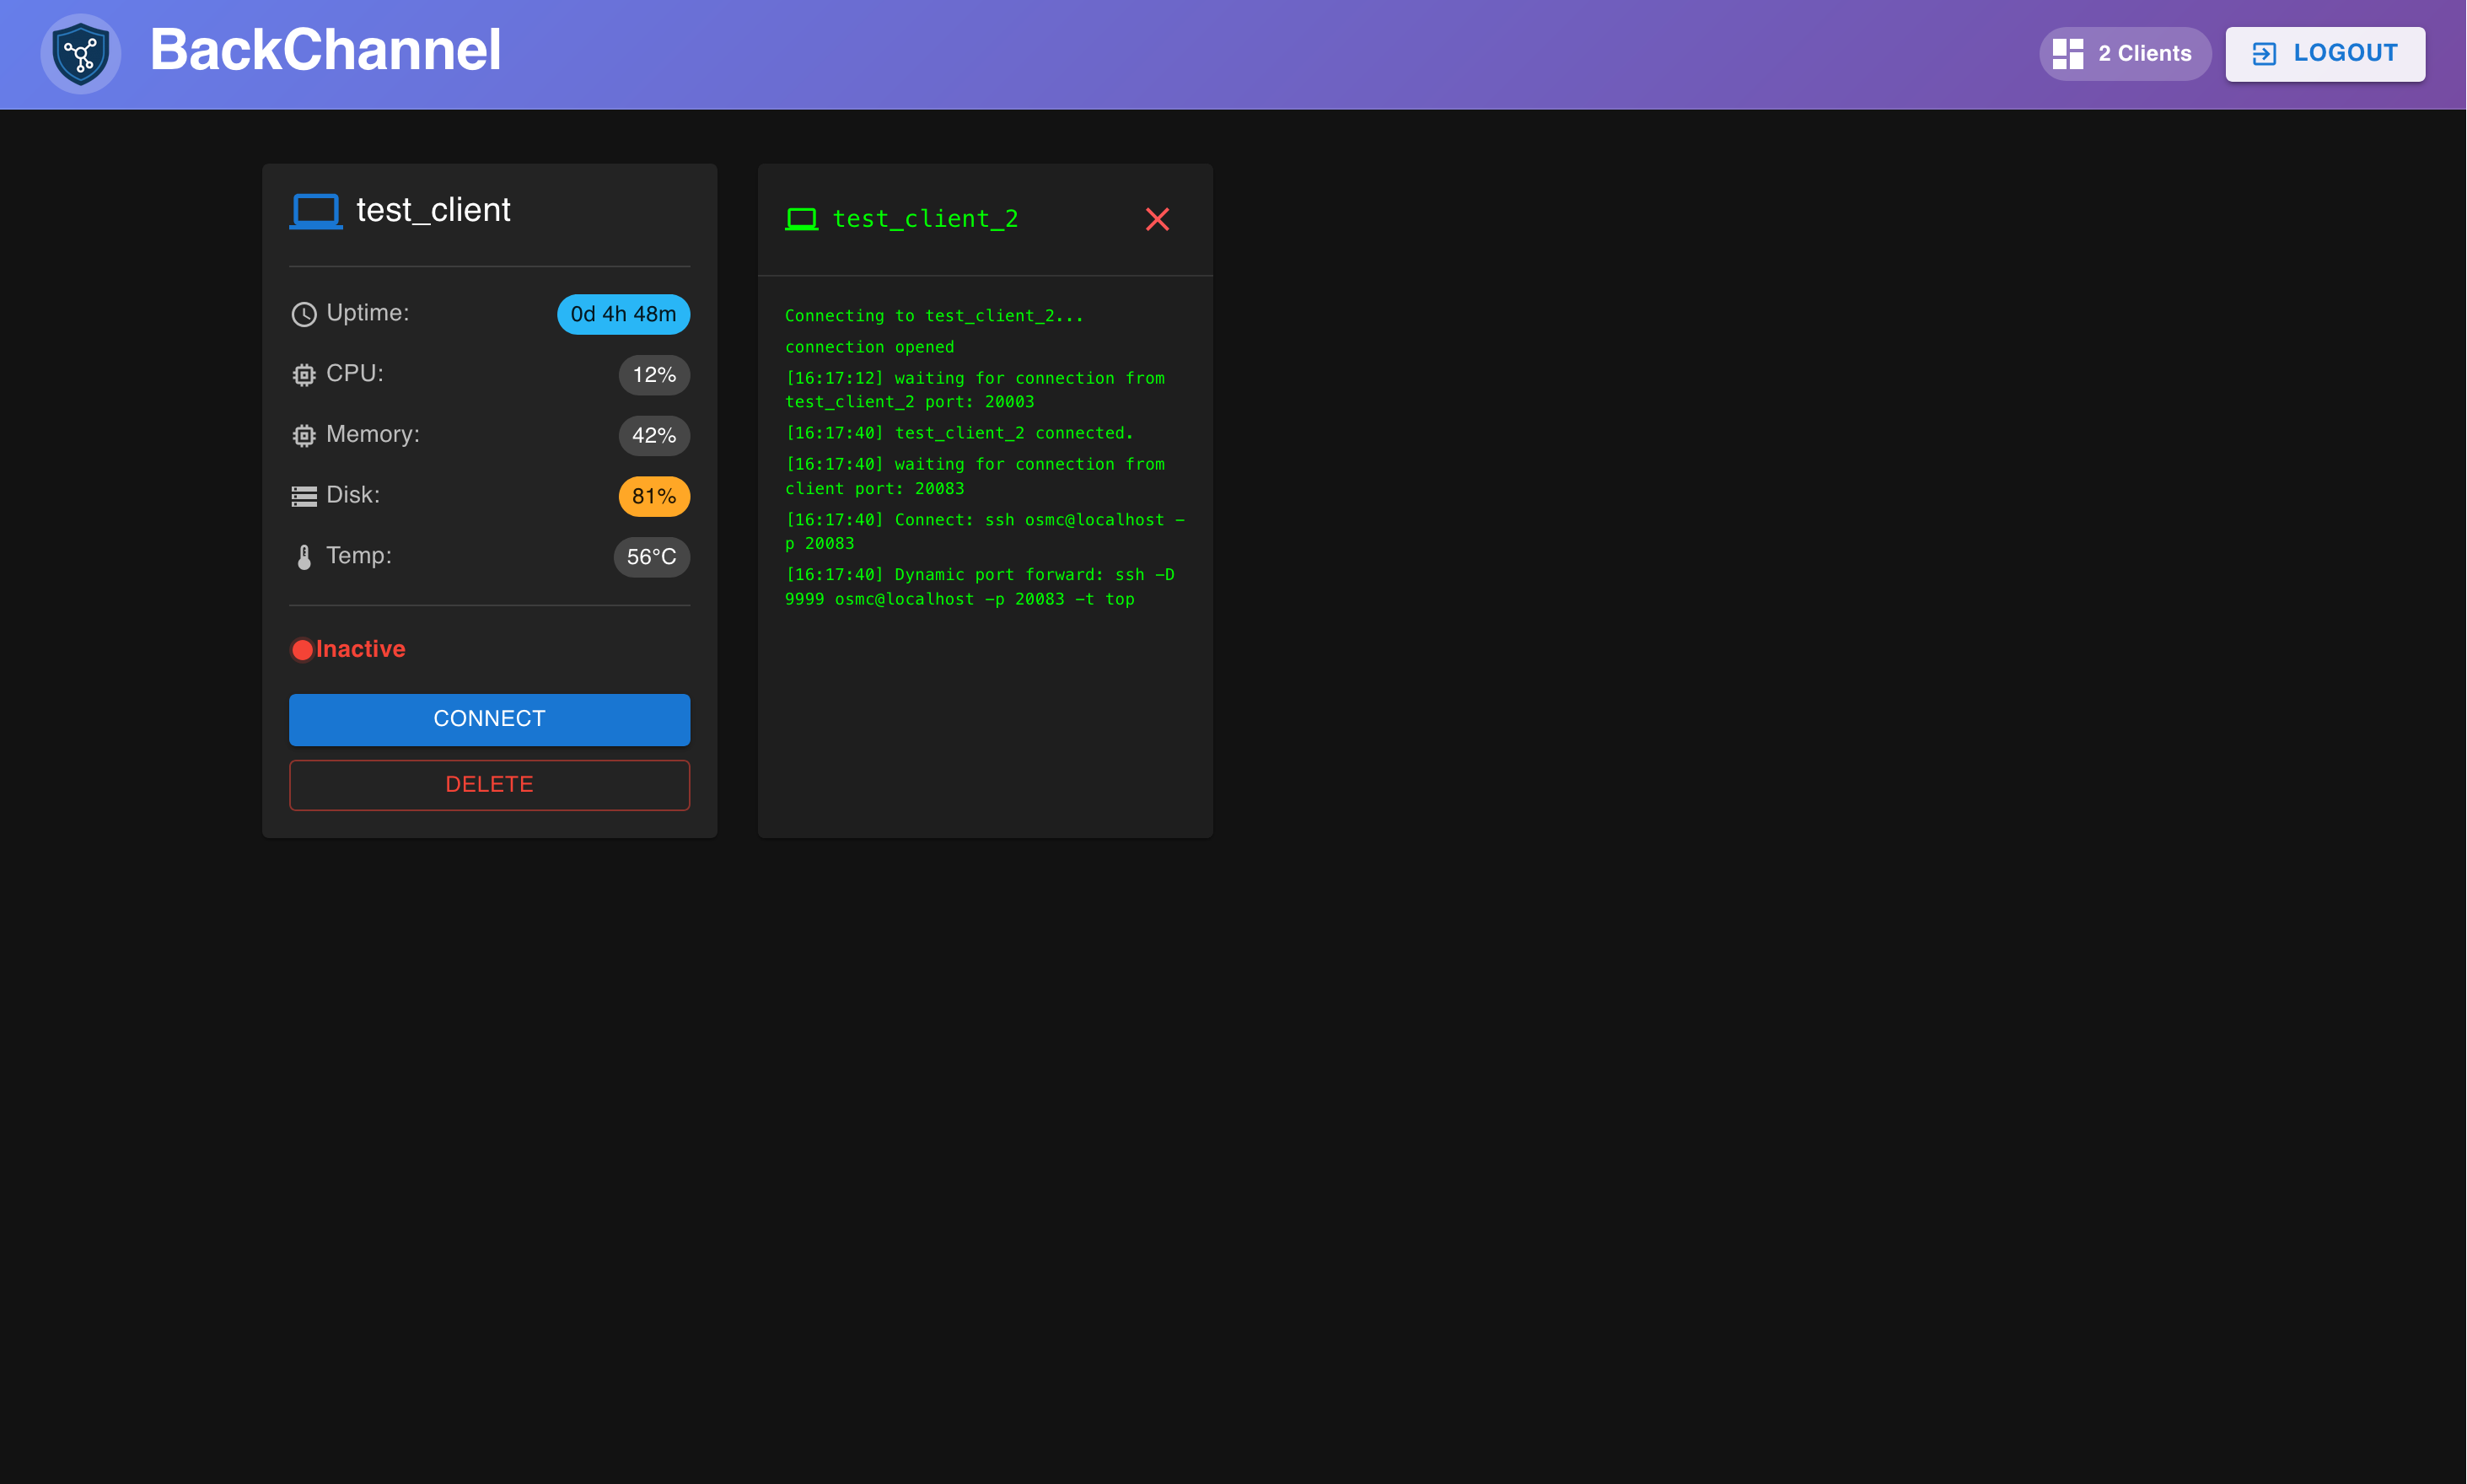 BackChannel
2 Clients
LOGOUT
test_client
Uptime: 0d 4h 48m
CPU: 12%
Memory: 42%
Disk: 81%
Temp: 56°C
Inactive
CONNECT
DELETE
test_client_2
Connecting to test_client_2...
connection opened
[16:17:12] waiting for connection from
test_client_2 port: 20003
[16:17:40] test_client_2 connected.
[16:17:40] waiting for connection from
client port: 20083
[16:17:40] Connect: ssh osmc@localhost -
p 20083
[16:17:40] Dynamic port forward: ssh -D
9999 osmc@localhost -p 20083 -t top